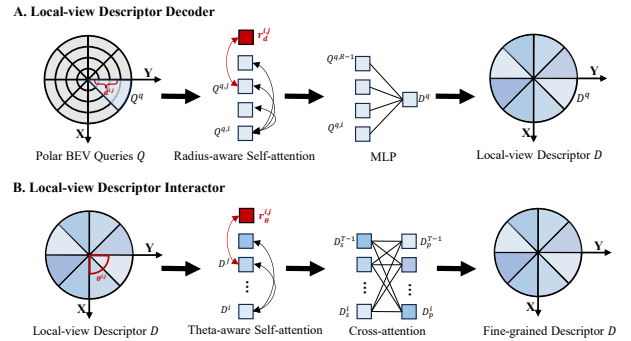 A. Local-view Descriptor Decoder
Y
X
d^{i,j}
Q^q
Polar BEV Queries Q
r_d^{i,j}
Q^{q,j}
Q^{q,i}
Radius-aware Self-attention
Q^{q,R-1}
Q^{q,i}
D^q
MLP
Y
X
D^q
Local-view Descriptor D
B. Local-view Descriptor Interactor
Y
X
θ^{i,j}
Local-view Descriptor D
r_θ^{i,j}
D^j
...
D^i
Theta-aware Self-attention
D_s^{T-1} D_p^{T-1}
... ...
D_s^i D_p^i
Cross-attention
Y
X
Fine-grained Descriptor D